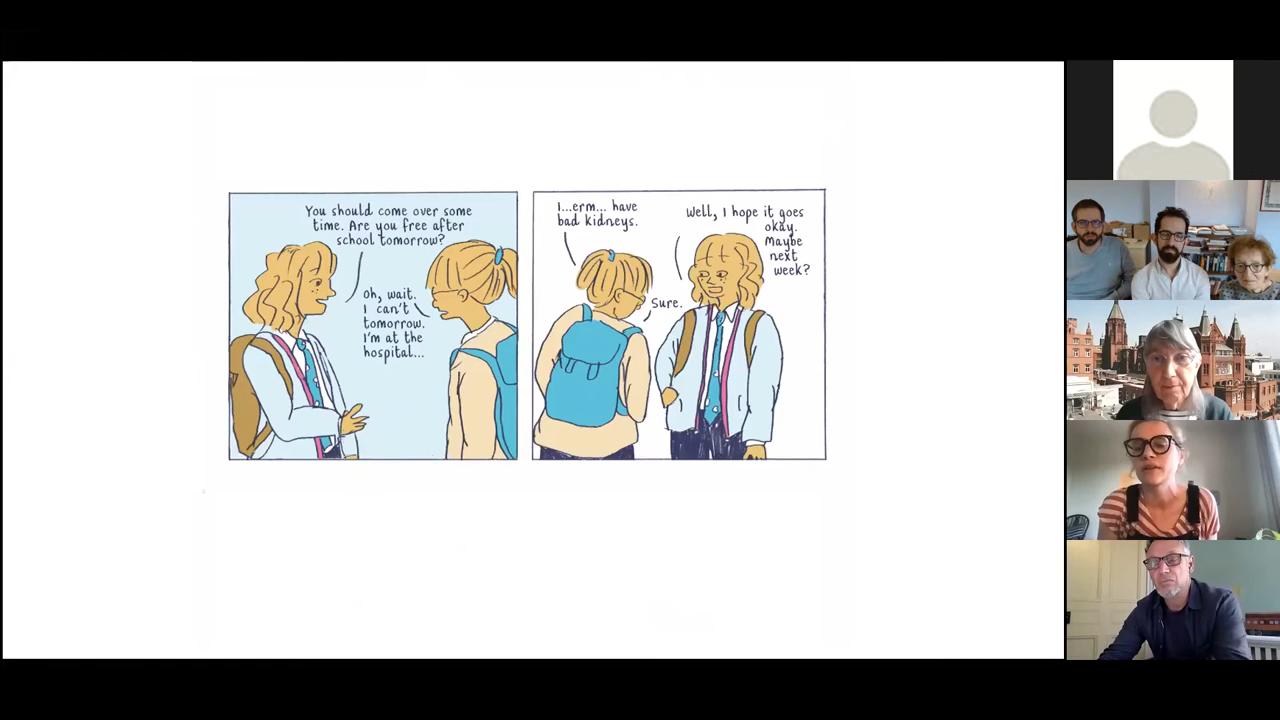 You should come over some
time. Are you free after
school tomorrow?
Oh, wait.
I can't
tomorrow.
I'm at the
hospital...
I...erm... have
bad kidneys.
Well, I hope it goes
okay.
Maybe
next
week?
Sure.